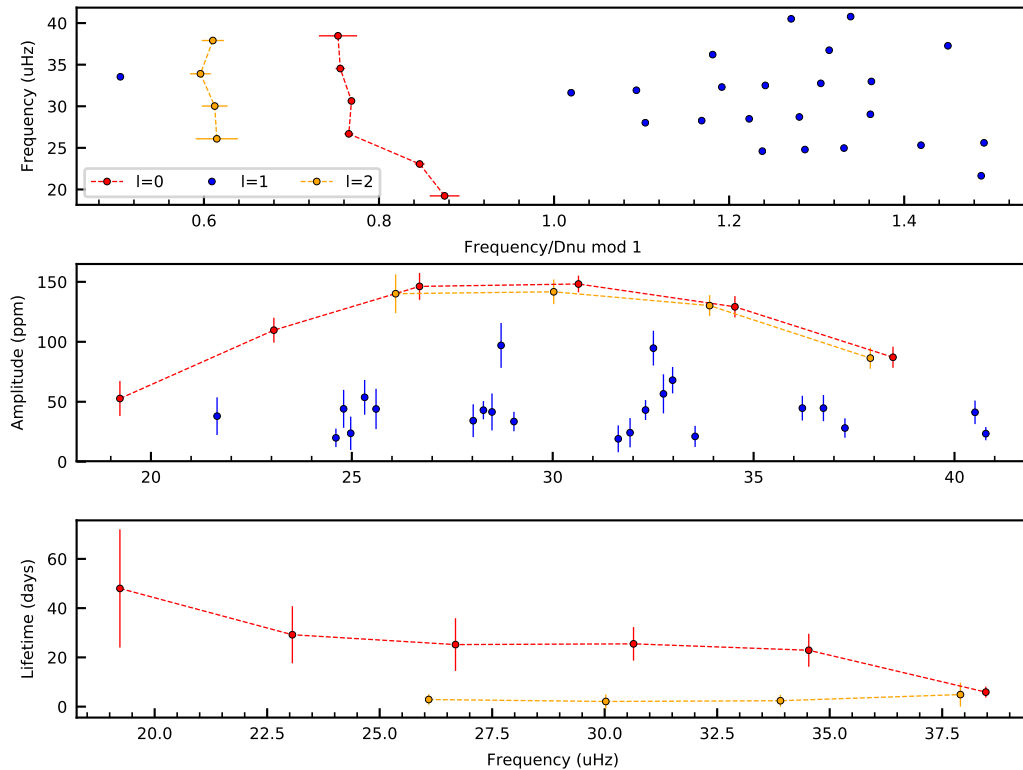 40
35
30
25
20
Frequency (uHz)
l=0 l=1 l=2
0.6 0.8 1.0 1.2 1.4
Frequency/Dnu mod 1
150
100
50
0
Amplitude (ppm)
20 25 30 35 40
60
40
20
0
Lifetime (days)
20.0 22.5 25.0 27.5 30.0 32.5 35.0 37.5
Frequency (uHz)